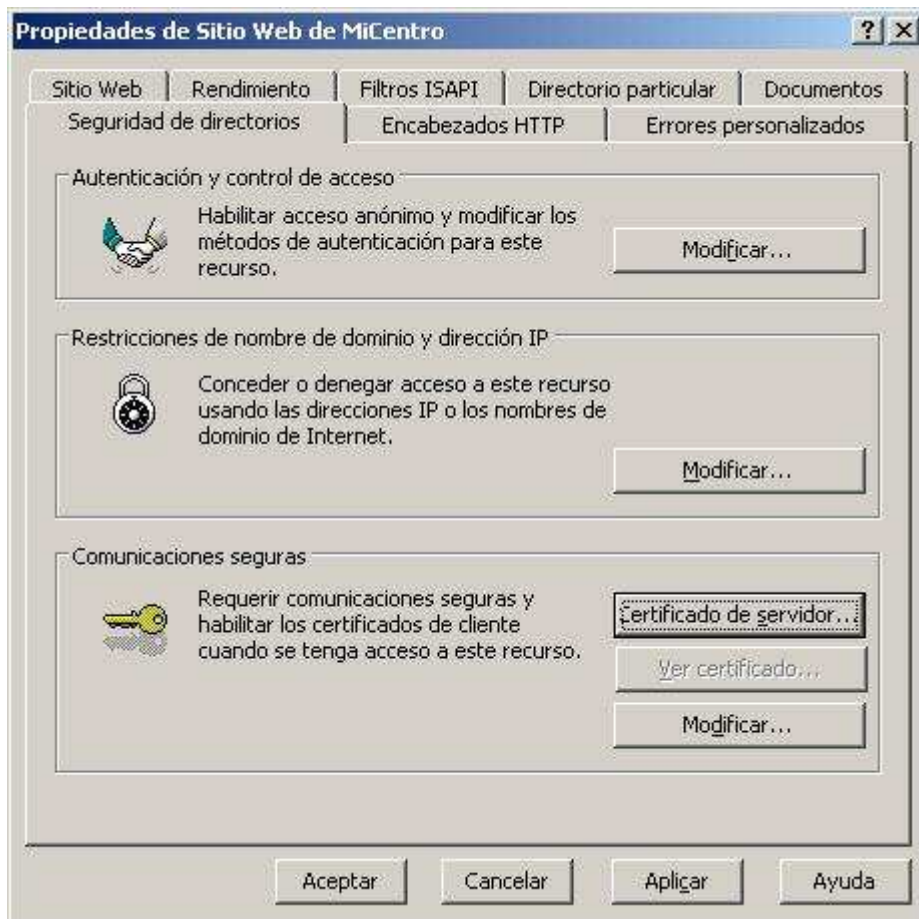 Propiedades de Sitio Web de MiCentro
Sitio Web Rendimiento Filtros ISAPI Directorio particular Documentos
Seguridad de directorios Encabezados HTTP Errores personalizados
Autenticación y control de acceso
Habilitar acceso anónimo y modificar los
métodos de autenticación para este
recurso.
Modificar...
Restricciones de nombre de dominio y dirección IP
Conceder o denegar acceso a este recurso
usando las direcciones IP o los nombres de
dominio de Internet.
Modificar...
Comunicaciones seguras
Requerir comunicaciones seguras y
habilitar los certificados de cliente
cuando se tenga acceso a este recurso.
Certificado de servidor...
Ver certificado...
Modificar...
Aceptar Cancelar Aplicar Ayuda